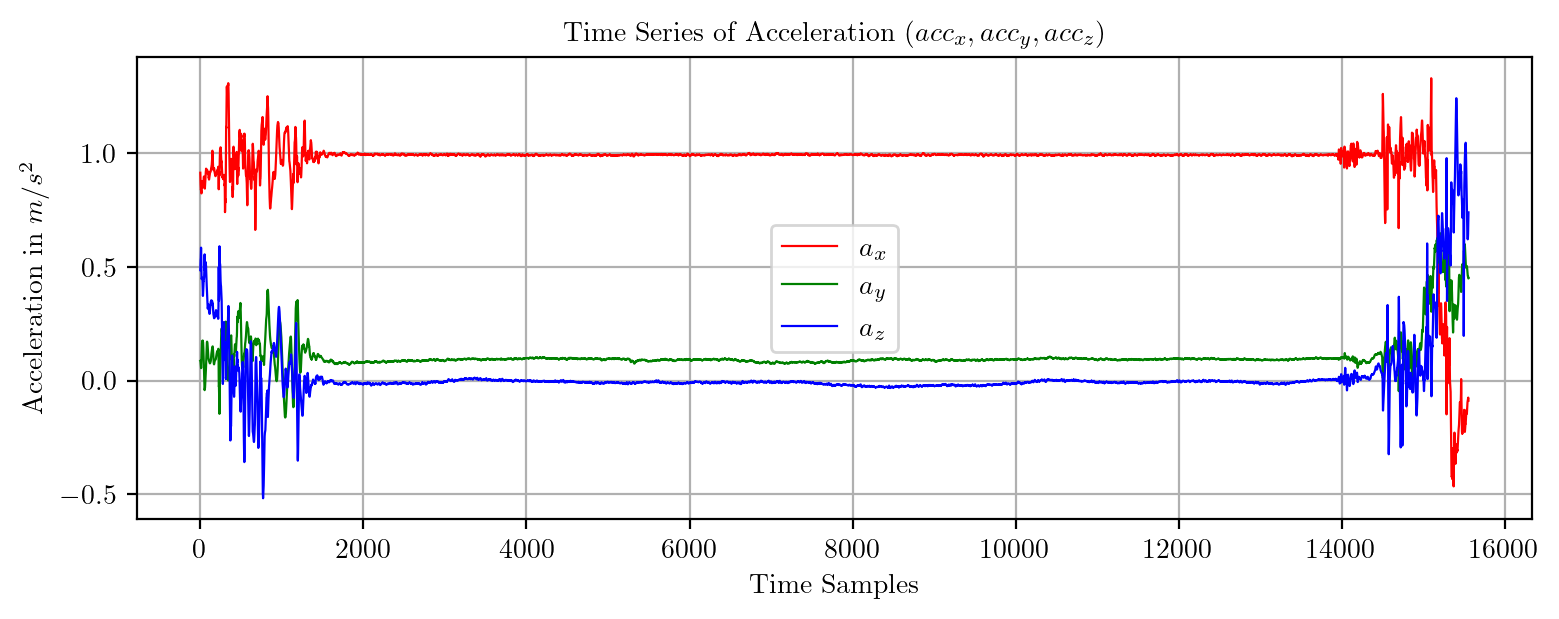 Time Series of Acceleration (acc_x, acc_y, acc_z)
Acceleration in m/s^2
1.0
0.5
0.0
−0.5
a_x
a_y
a_z
0 2000 4000 6000 8000 10000 12000 14000 16000
Time Samples